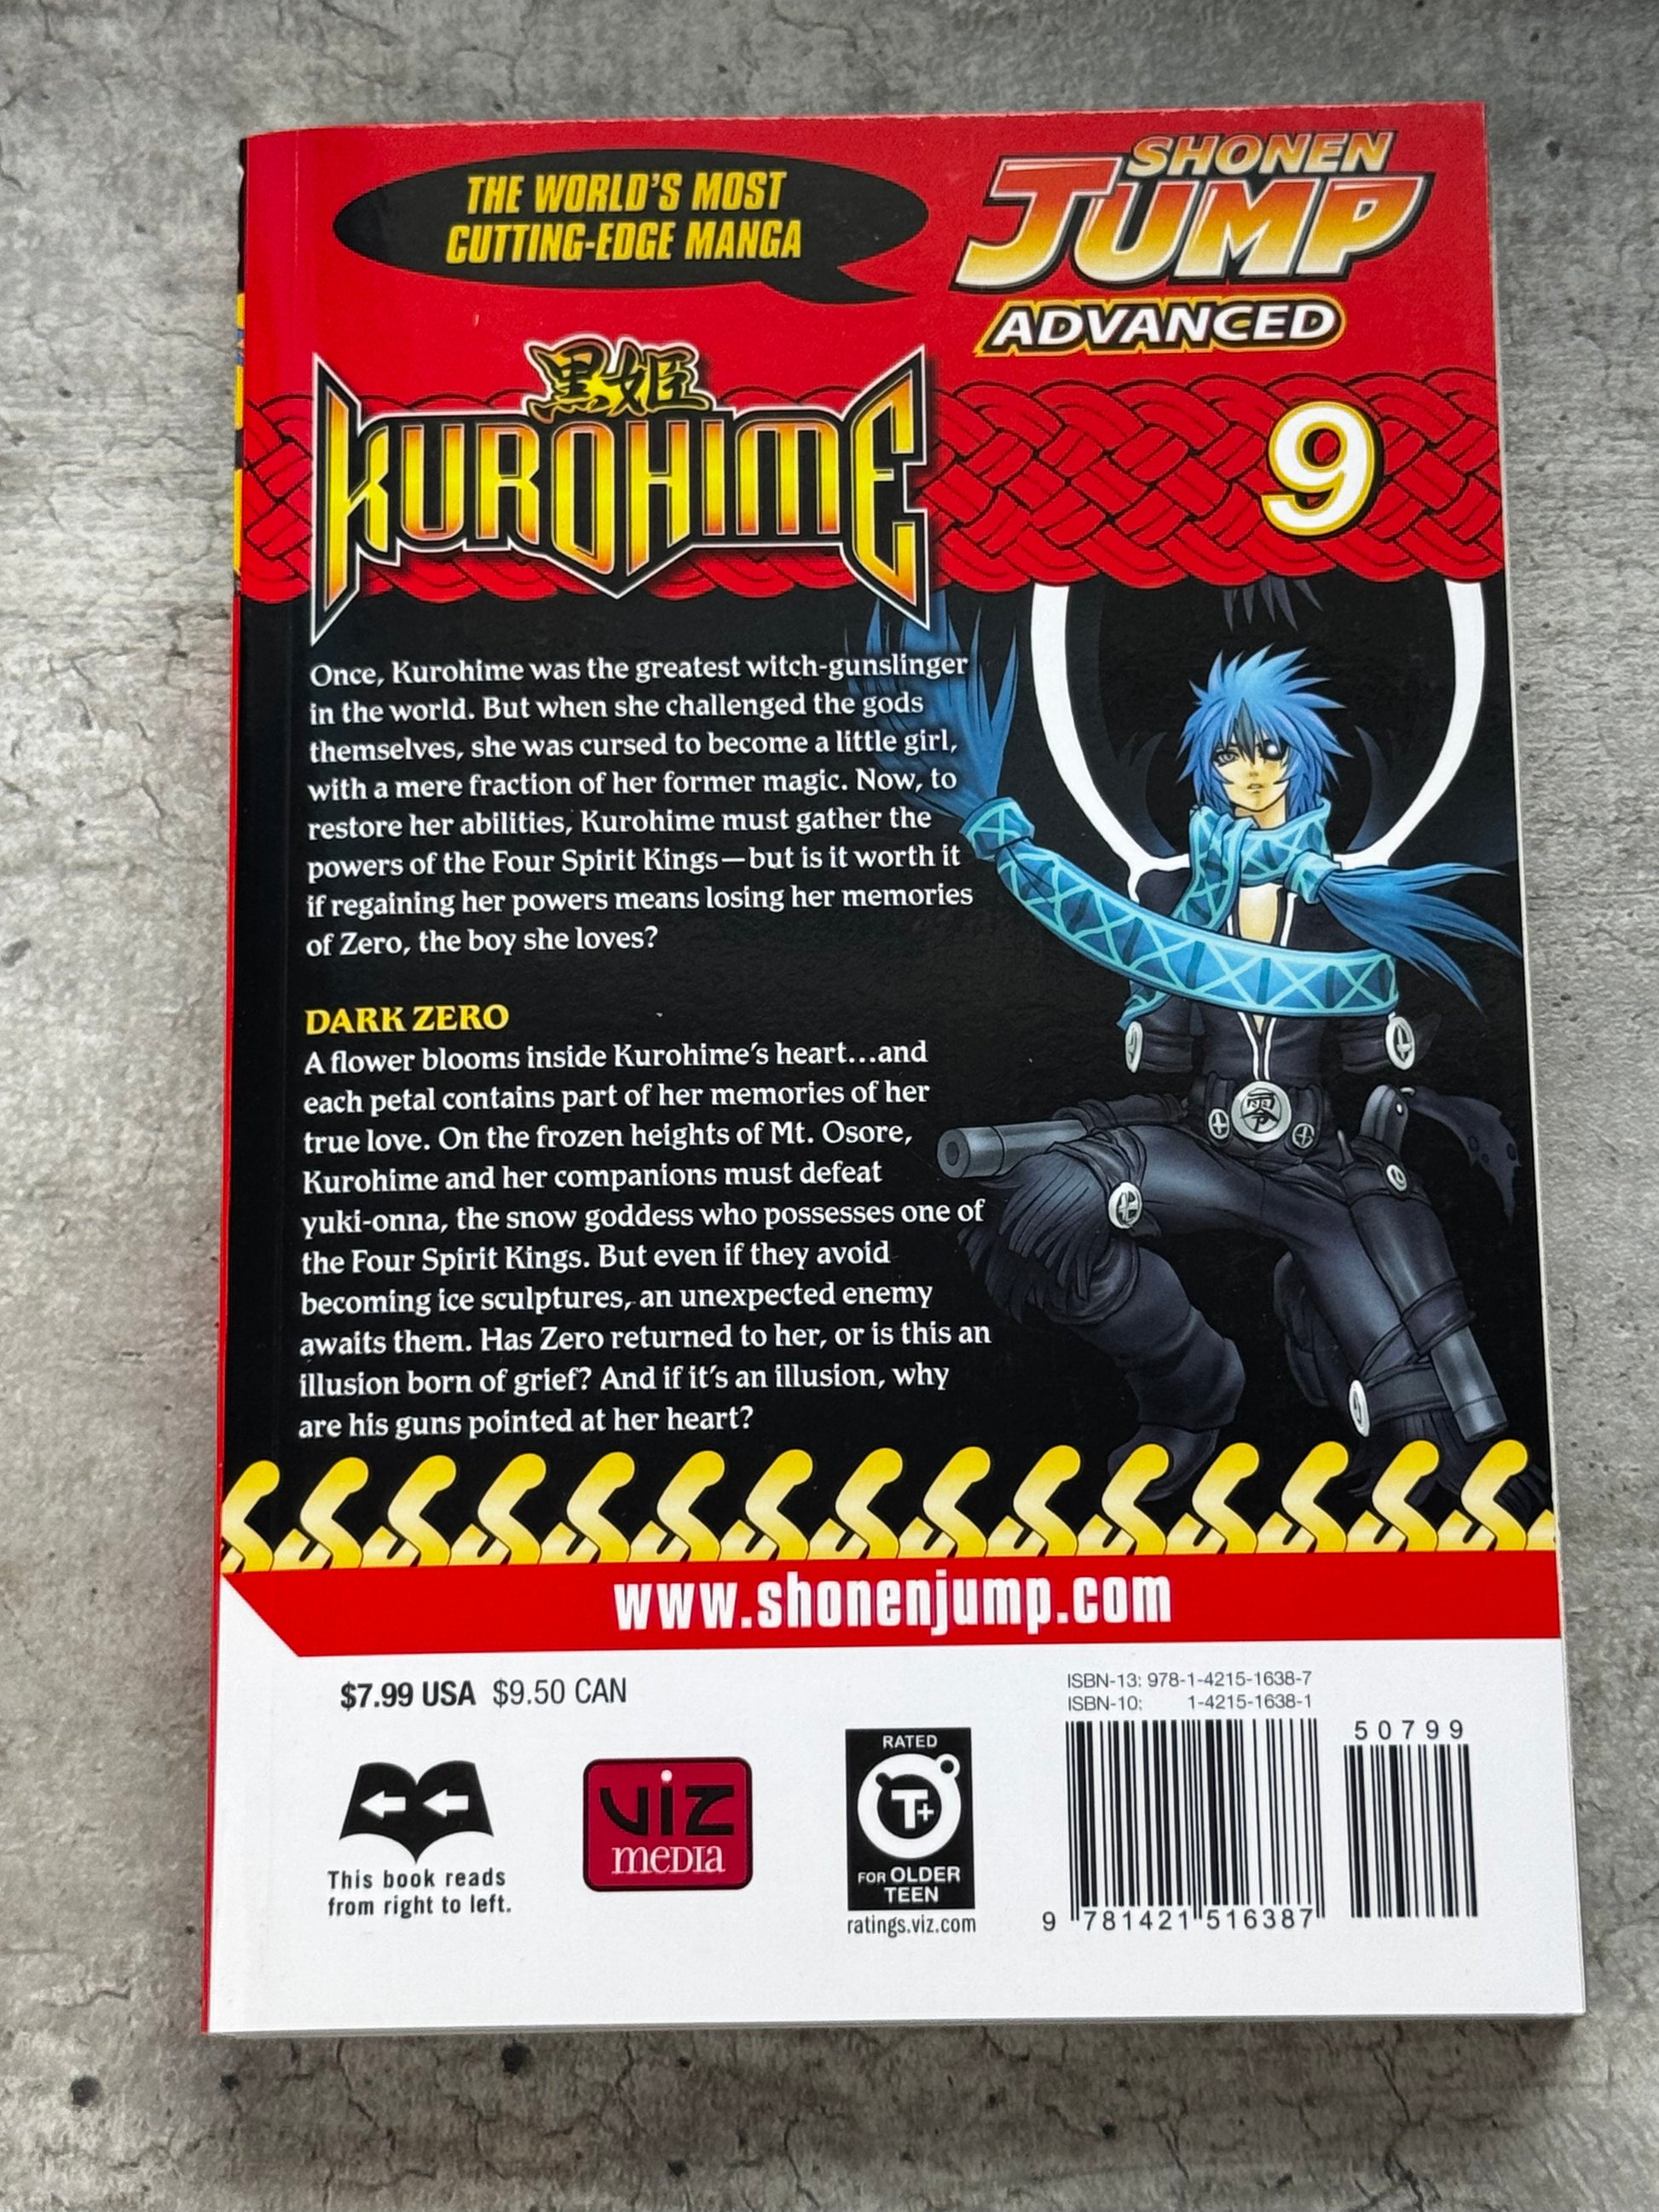 THE WORLD'S MOST
CUTTING-EDGE MANGA
SHONEN
JUMP
ADVANCED
黒姫
KUROHIME
9
Once, Kurohime was the greatest witch-gunslinger
in the world. But when she challenged the gods
themselves, she was cursed to become a little girl,
with a mere fraction of her former magic. Now, to
restore her abilities, Kurohime must gather the
powers of the Four Spirit Kings—but is it worth it
if regaining her powers means losing her memories
of Zero, the boy she loves?
DARK ZERO
A flower blooms inside Kurohime's heart...and
each petal contains part of her memories of her
true love. On the frozen heights of Mt. Osore,
Kurohime and her companions must defeat
yuki-onna, the snow goddess who possesses one of
the Four Spirit Kings. But even if they avoid
becoming ice sculptures, an unexpected enemy
awaits them. Has Zero returned to her, or is this an
illusion born of grief? And if it's an illusion, why
are his guns pointed at her heart?
零
www.shonenjump.com
$7.99 USA $9.50 CAN
ISBN-13: 978-1-4215-1638-7
ISBN-10: 1-4215-1638-1
50799
This book reads
from right to left.
viz
media
RATED
T+
FOR OLDER
TEEN
ratings.viz.com
9 781421 516387